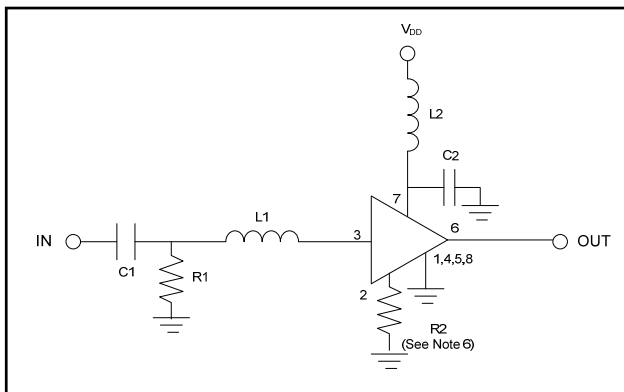 V_DD
L2
C2
7
L1
IN
C1
R1
3
6
OUT
1,4,5,8
2
R2
(See Note 6)